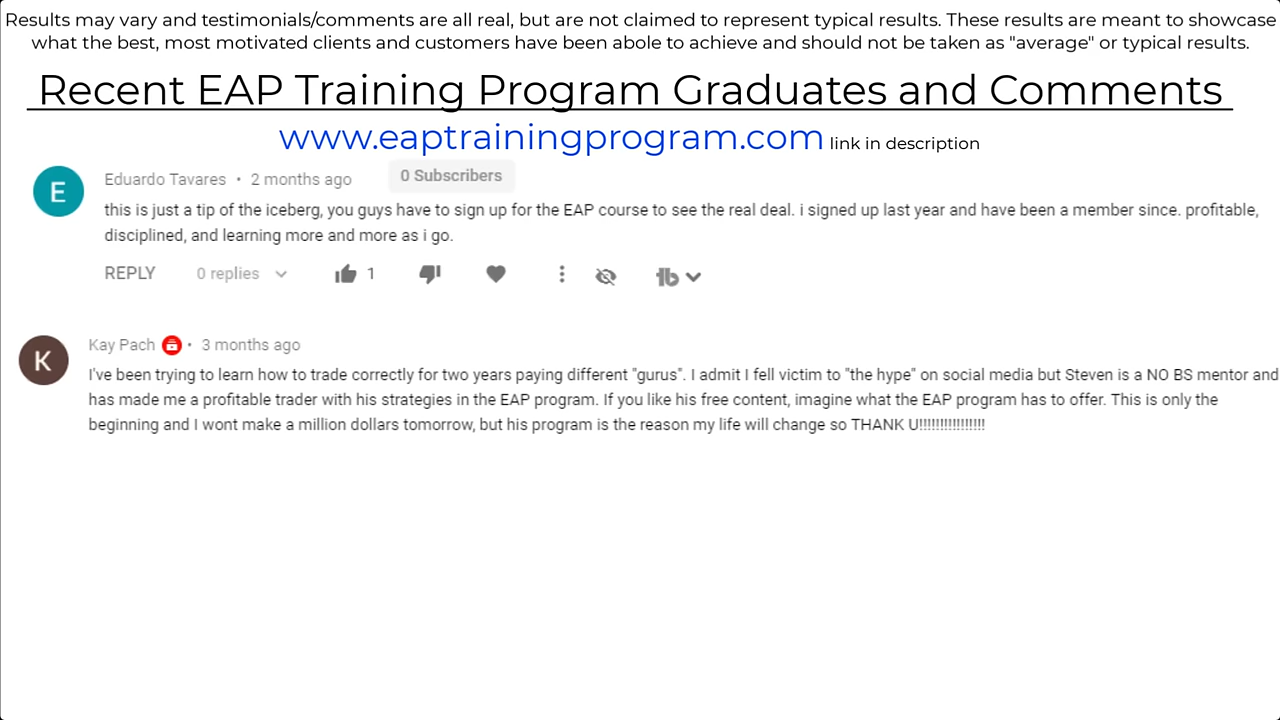 Results may vary and testimonials/comments are all real, but are not claimed to represent typical results. These results are meant to showcase
what the best, most motivated clients and customers have been abole to achieve and should not be taken as "average" or typical results.
Recent EAP Training Program Graduates and Comments
www.eaptrainingprogram.com link in description
E Eduardo Tavares • 2 months ago 0 Subscribers
this is just a tip of the iceberg, you guys have to sign up for the EAP course to see the real deal. i signed up last year and have been a member since. profitable,
disciplined, and learning more and more as i go.
REPLY 0 replies 1
K Kay Pach • 3 months ago
I've been trying to learn how to trade correctly for two years paying different "gurus". I admit I fell victim to "the hype" on social media but Steven is a NO BS mentor and
has made me a profitable trader with his strategies in the EAP program. If you like his free content, imagine what the EAP program has to offer. This is only the
beginning and I wont make a million dollars tomorrow, but his program is the reason my life will change so THANK U!!!!!!!!!!!!!!!!